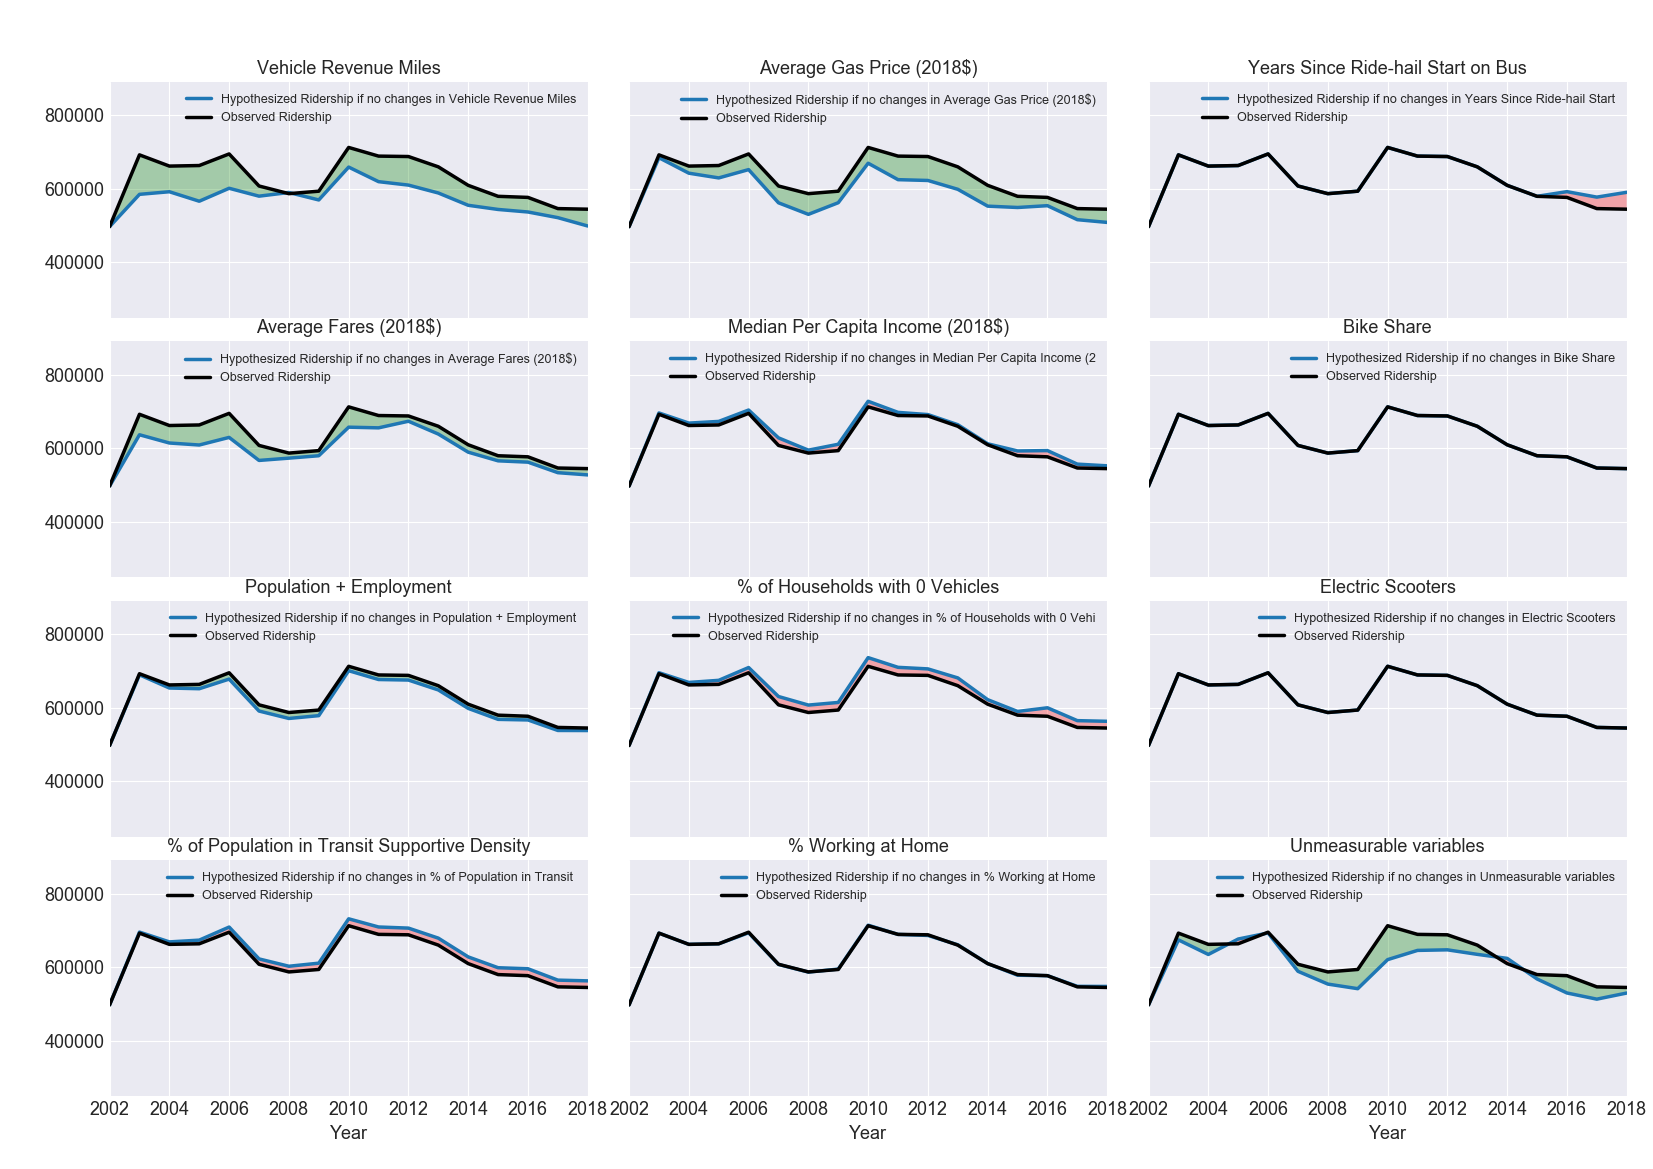 Vehicle Revenue Miles
Hypothesized Ridership if no changes in Vehicle Revenue Miles
Observed Ridership
800000
600000
400000
Average Gas Price (2018$)
Hypothesized Ridership if no changes in Average Gas Price (2018$)
Observed Ridership
Years Since Ride-hail Start on Bus
Hypothesized Ridership if no changes in Years Since Ride-hail Start
Observed Ridership
Average Fares (2018$)
Hypothesized Ridership if no changes in Average Fares (2018$)
Observed Ridership
800000
600000
400000
Median Per Capita Income (2018$)
Hypothesized Ridership if no changes in Median Per Capita Income (2
Observed Ridership
Bike Share
Hypothesized Ridership if no changes in Bike Share
Observed Ridership
Population + Employment
Hypothesized Ridership if no changes in Population + Employment
Observed Ridership
800000
600000
400000
% of Households with 0 Vehicles
Hypothesized Ridership if no changes in % of Households with 0 Vehi
Observed Ridership
Electric Scooters
Hypothesized Ridership if no changes in Electric Scooters
Observed Ridership
% of Population in Transit Supportive Density
Hypothesized Ridership if no changes in % of Population in Transit
Observed Ridership
800000
600000
400000
2002 2004 2006 2008 2010 2012 2014 2016 2018
Year
% Working at Home
Hypothesized Ridership if no changes in % Working at Home
Observed Ridership
2002 2004 2006 2008 2010 2012 2014 2016 2018
Year
Unmeasurable variables
Hypothesized Ridership if no changes in Unmeasurable variables
Observed Ridership
2002 2004 2006 2008 2010 2012 2014 2016 2018
Year